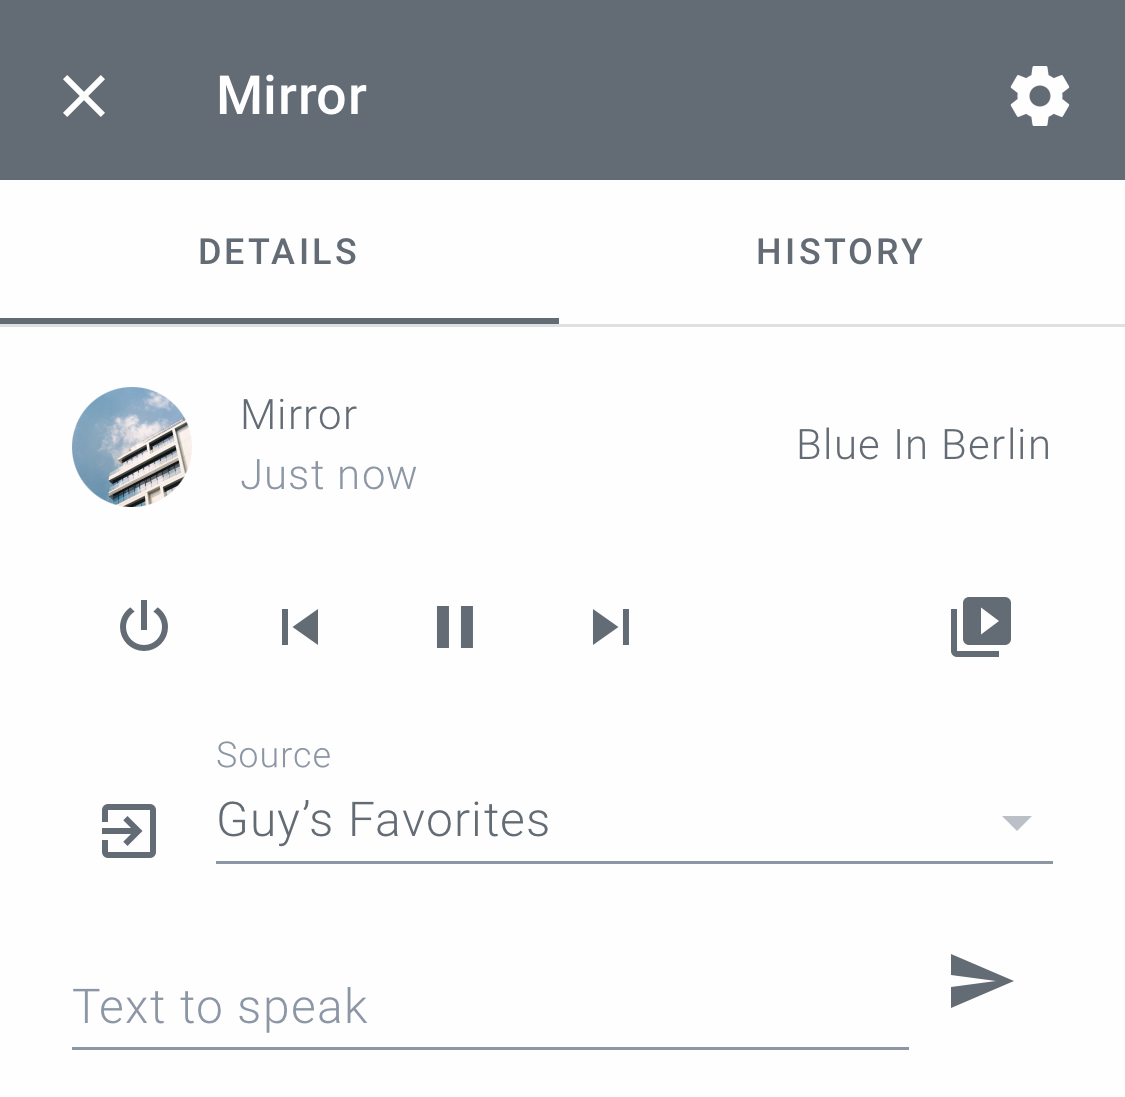 Mirror
DETAILS
HISTORY
Mirror
Just now
Blue In Berlin
Source
Guy’s Favorites
Text to speak